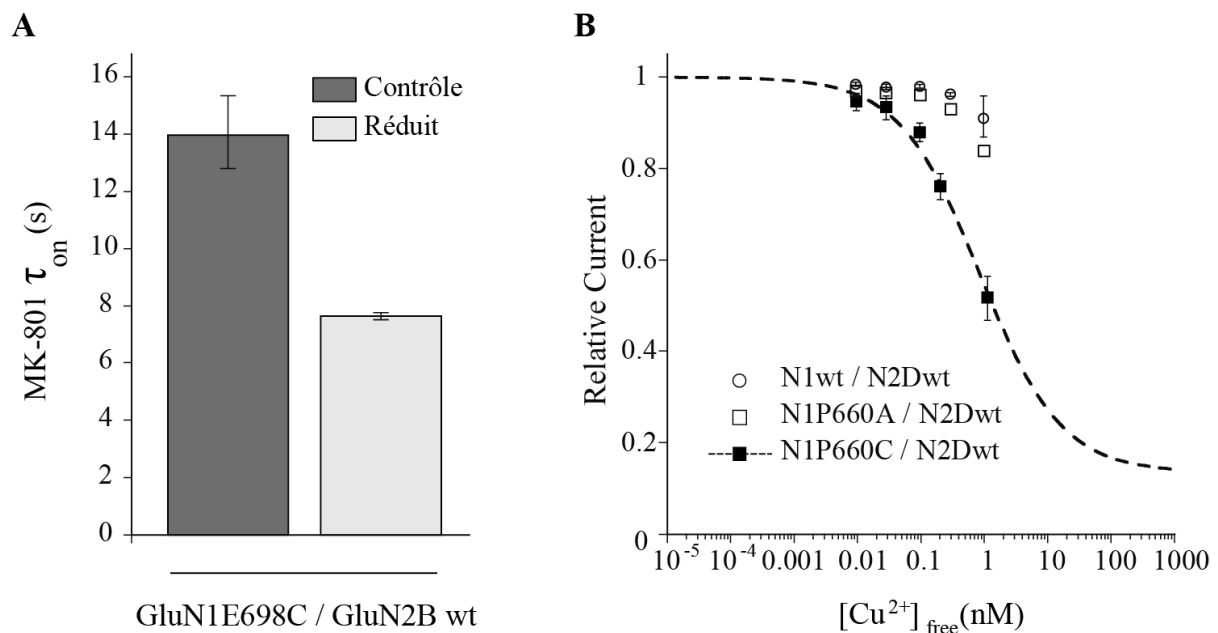 A
MK-801 τ on (s)
16
14
12
10
8
6
4
2
0
Contrôle
Réduit
GluN1E698C / GluN2B wt
B
Relative Current
1
0.8
0.6
0.4
0.2
0
N1wt / N2Dwt
N1P660A / N2Dwt
N1P660C / N2Dwt
10-5 10-4 0.001 0.01 0.1 1 10 100 1000
[Cu2+] free (nM)